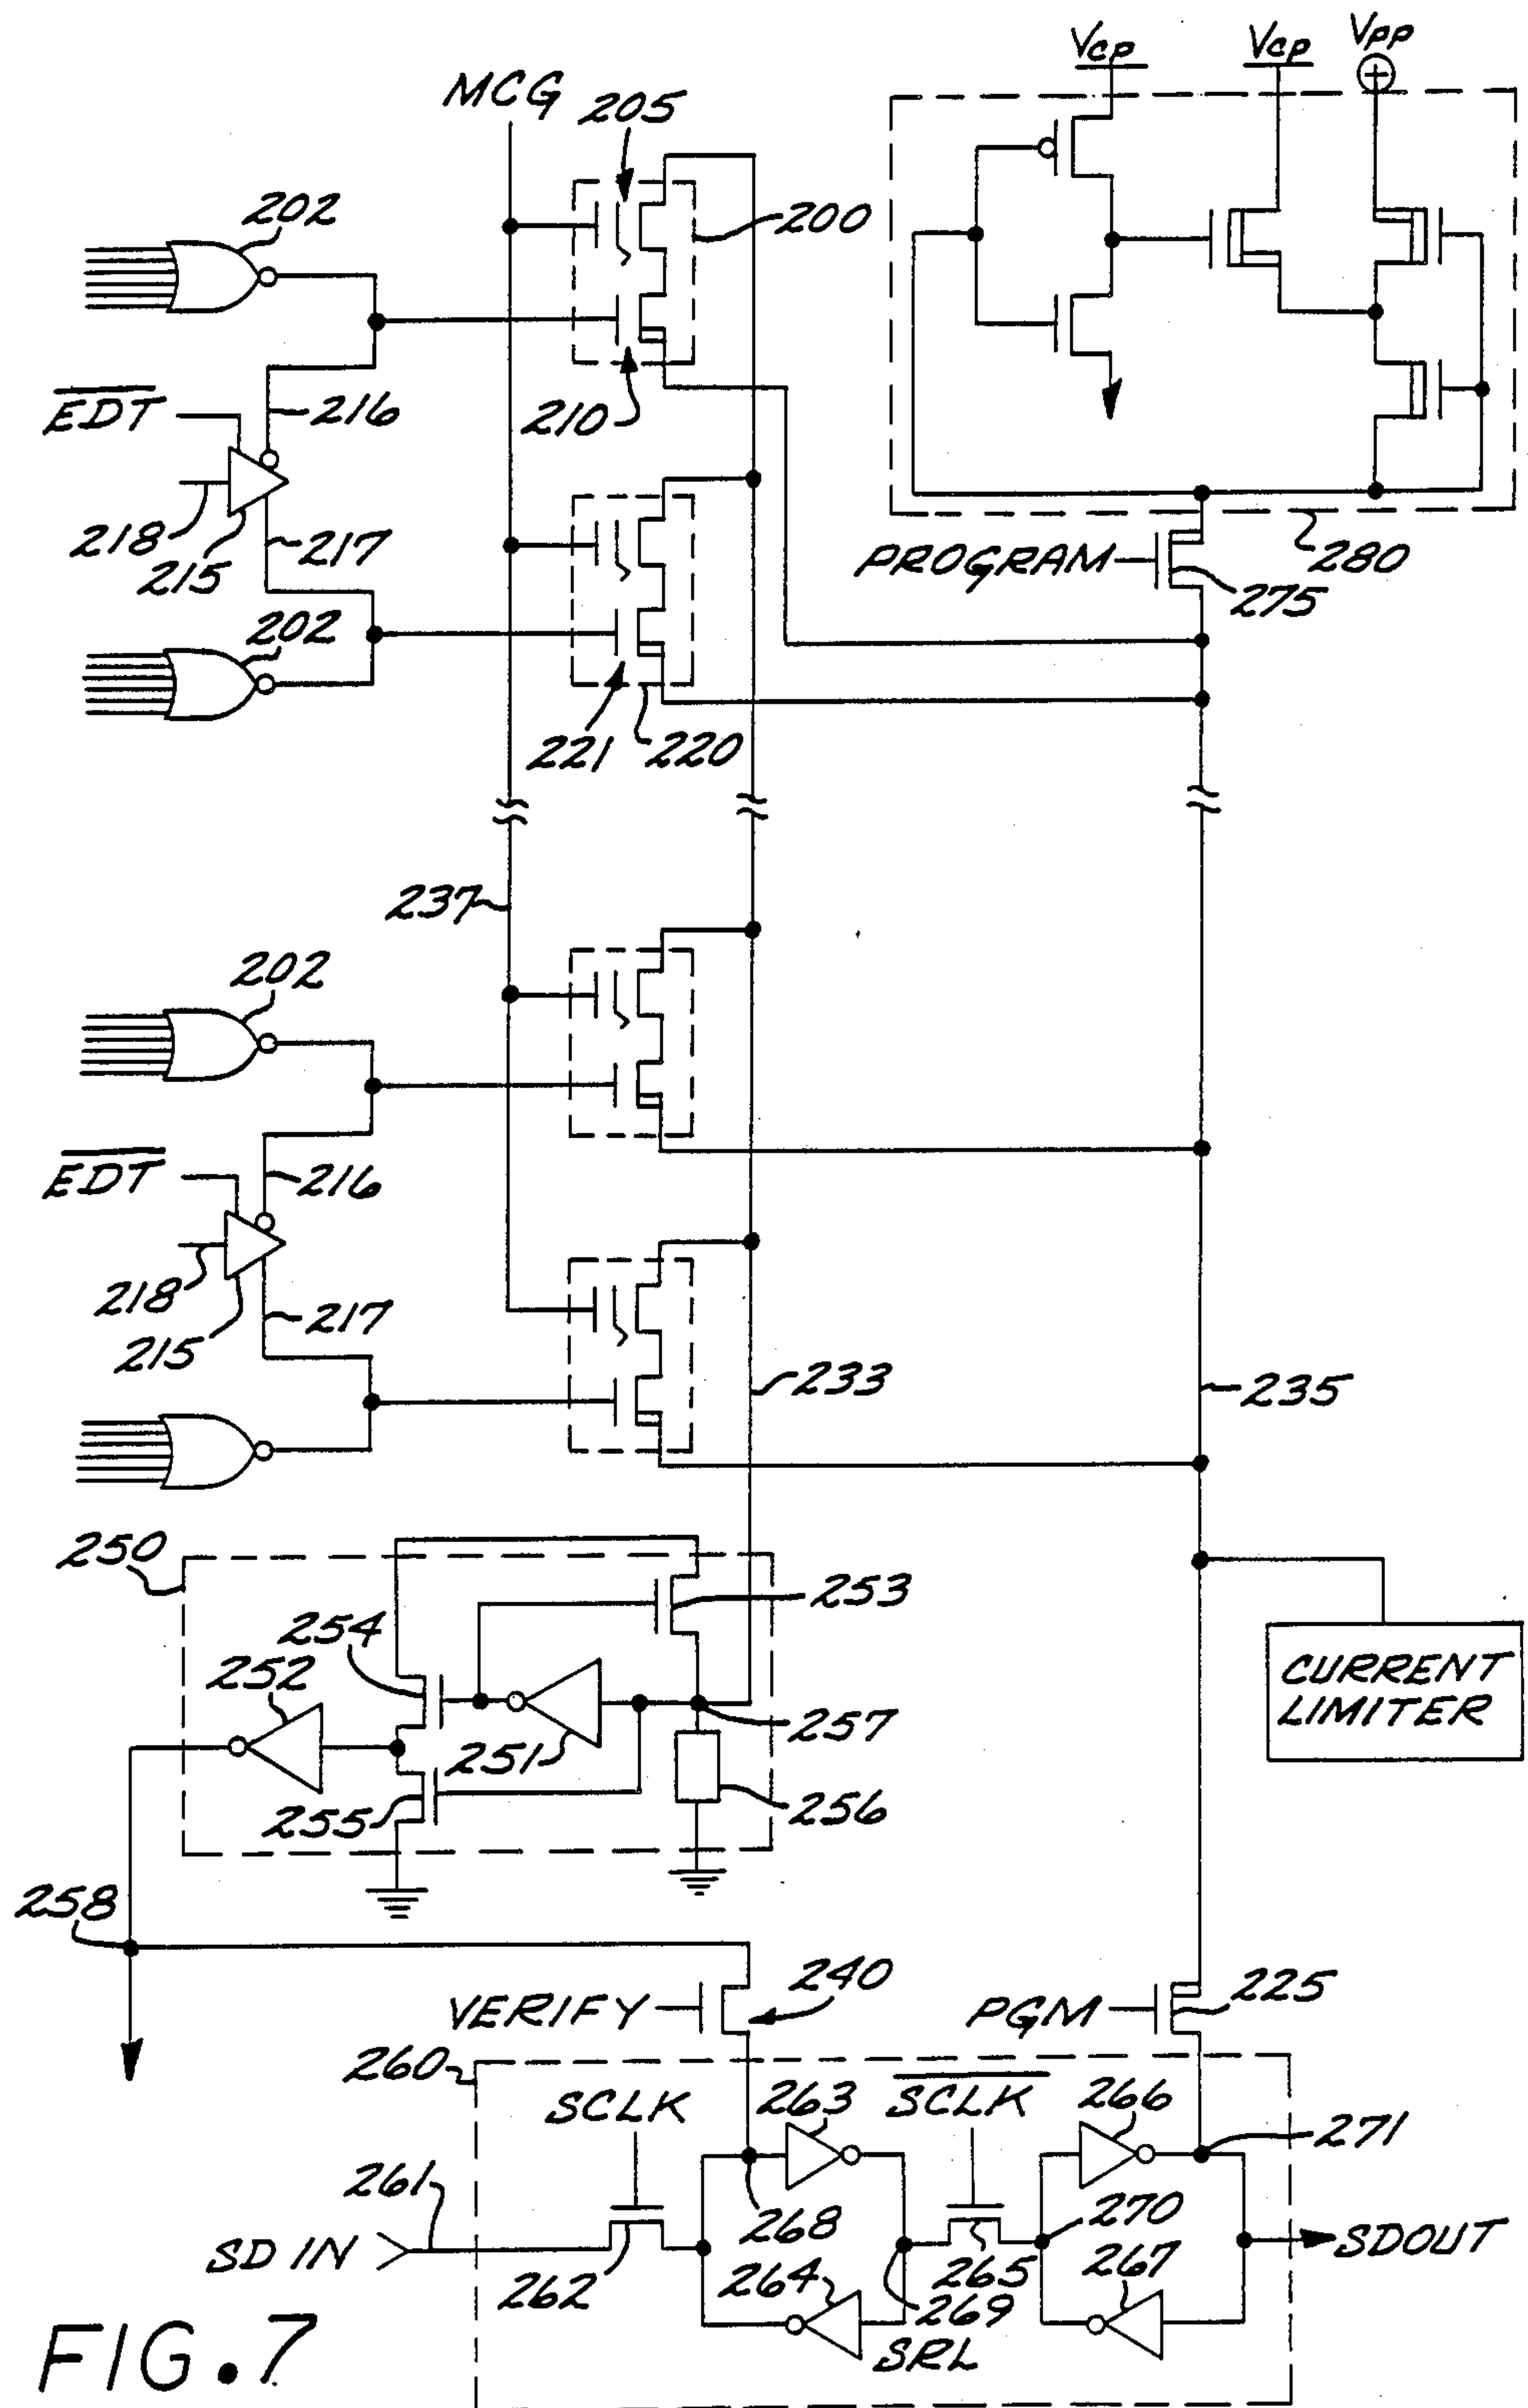 Vcp
Vcp
Vpp
MCG
205
202
200
EDT
216
210
218
215
217
PROGRAM
280
275
202
221
220
237
202
EDT
216
218
215
217
233
235
250
253
254
252
251
257
255
256
CURRENT
LIMITER
258
VERIFY
240
PGM
225
260
SCLK
263
SCLK
266
271
261
268
270
SD IN
SDOUT
262
264
265
267
269
SRL
FIG. 7